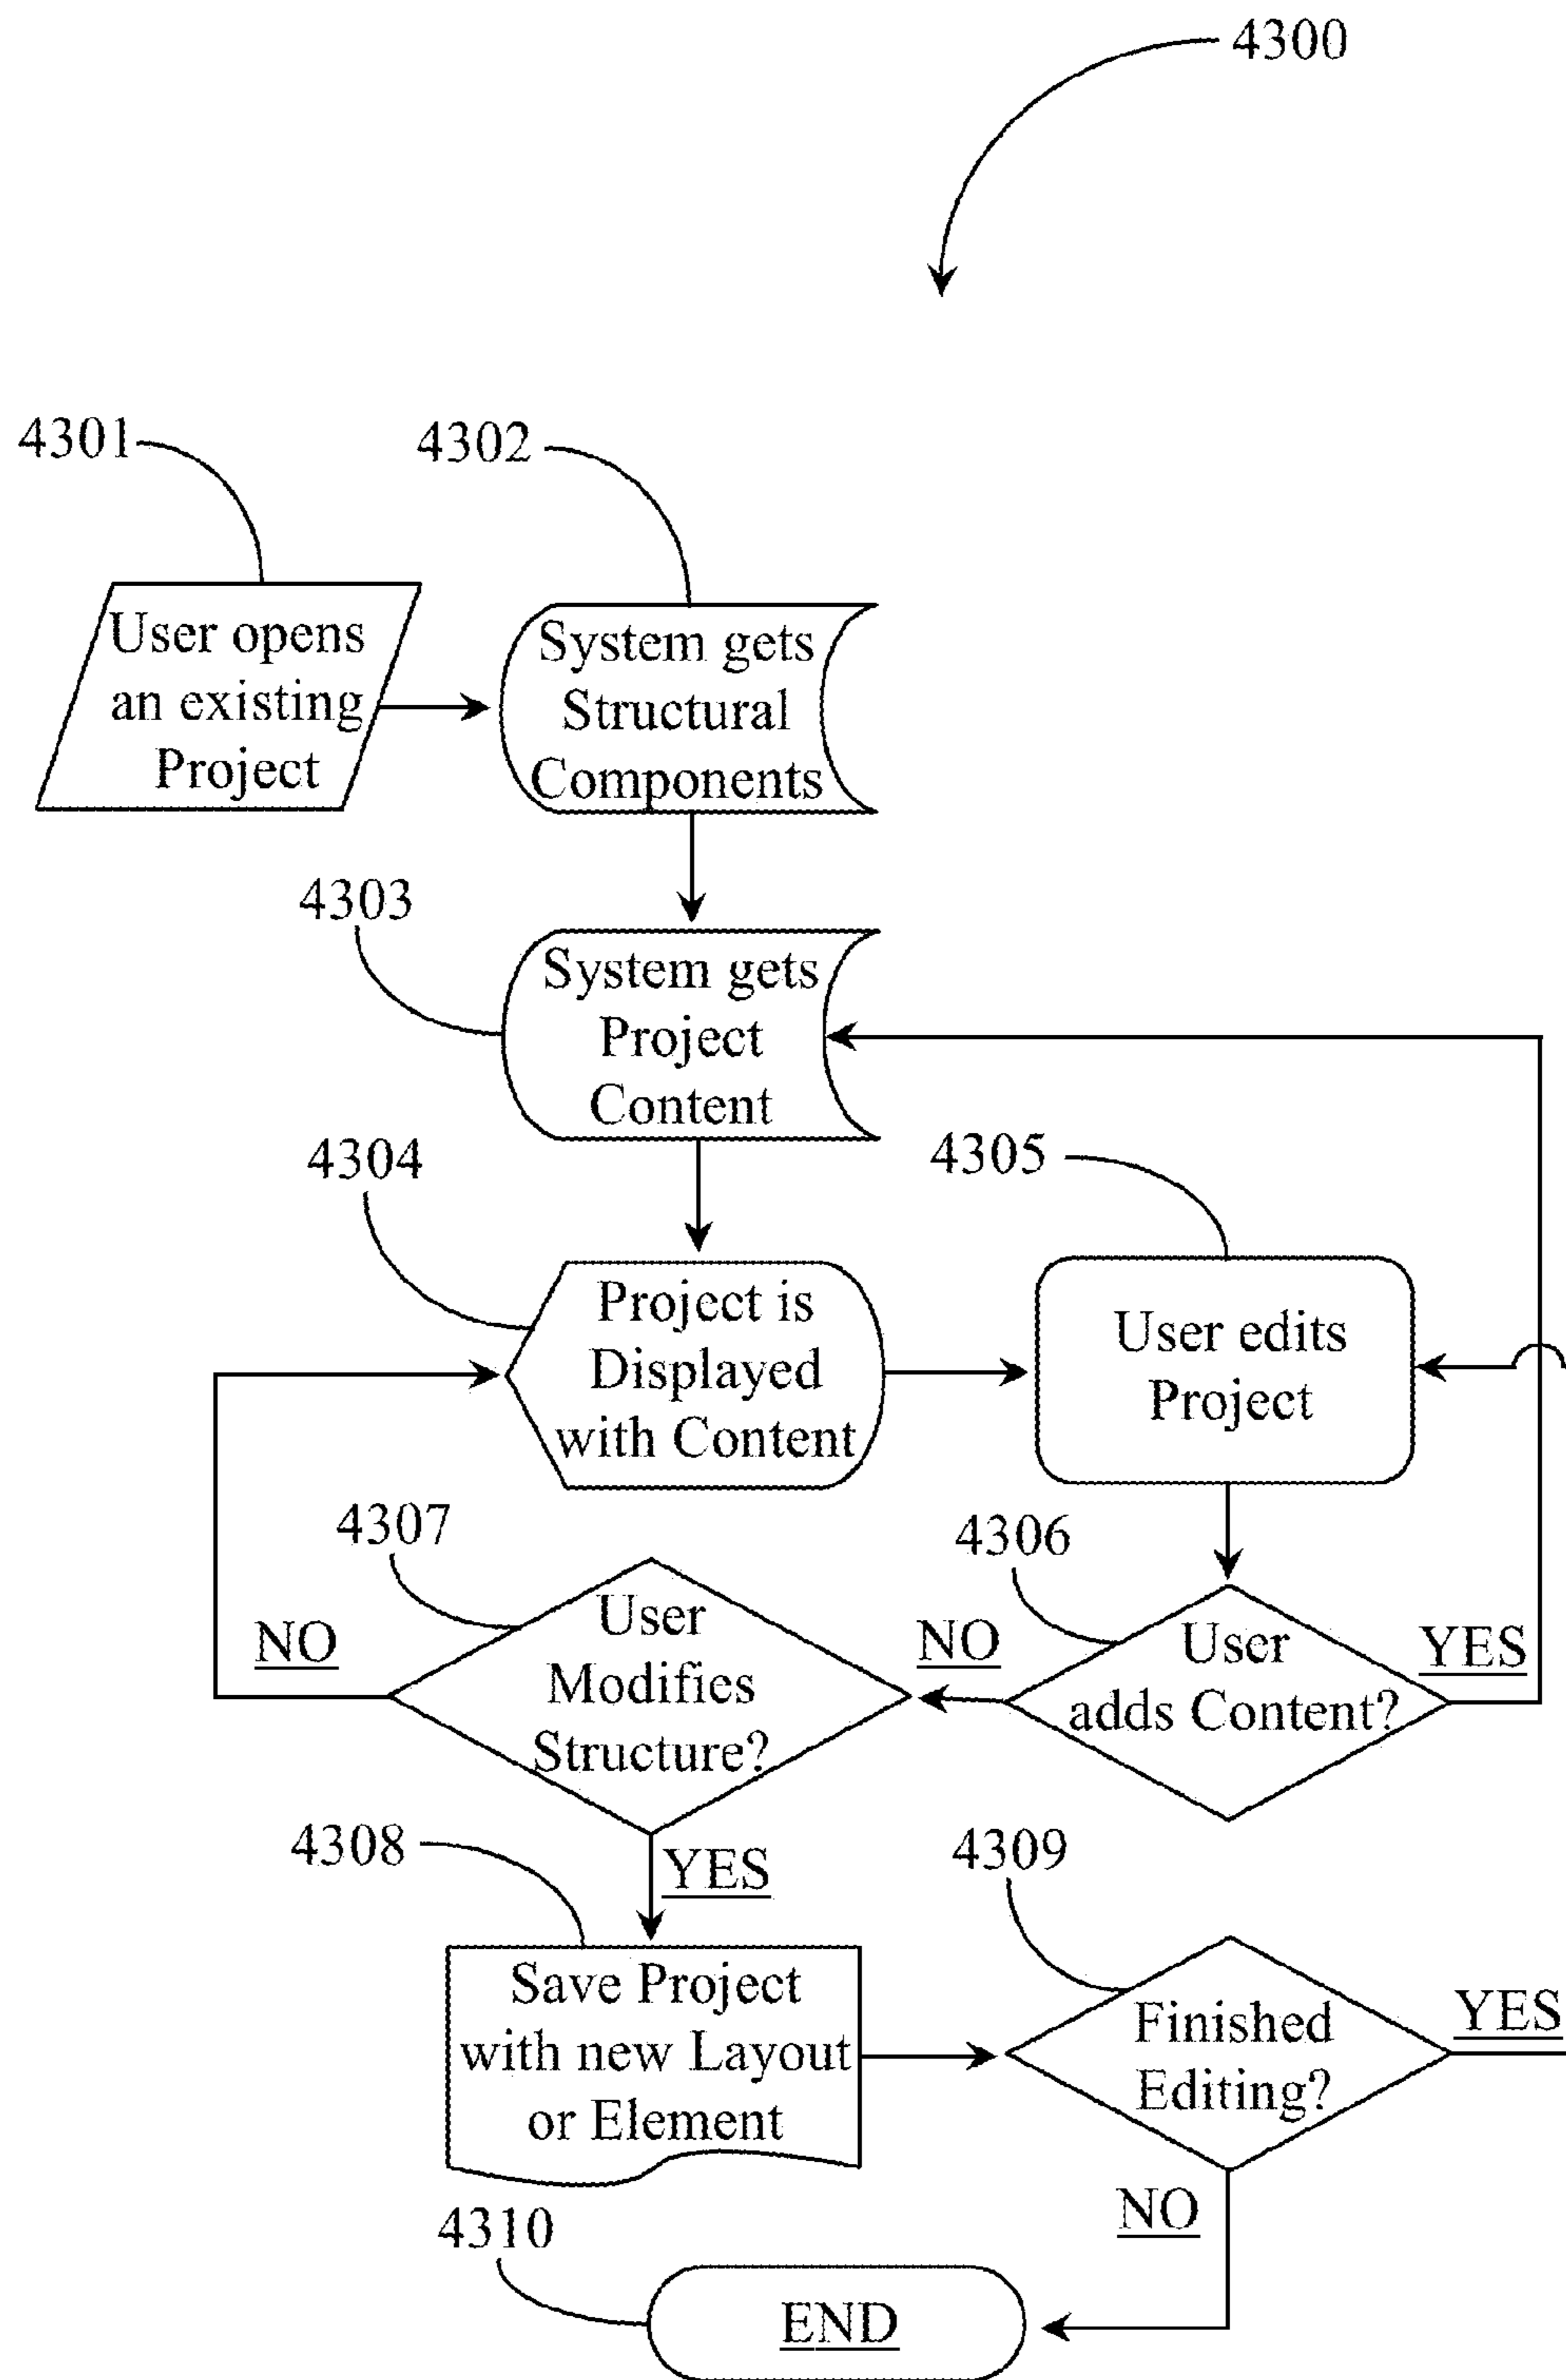 4300
4301
4302
User opens
an existing
Project
System gets
Structural
Components
4303
System gets
Project
Content
4304
4305
Project is
Displayed
with Content
User edits
Project
4307
4306
NO
User
Modifies
Structure?
NO
User
adds Content?
YES
4308
YES
4309
Save Project
with new Layout
or Element
Finished
Editing?
YES
NO
4310
END